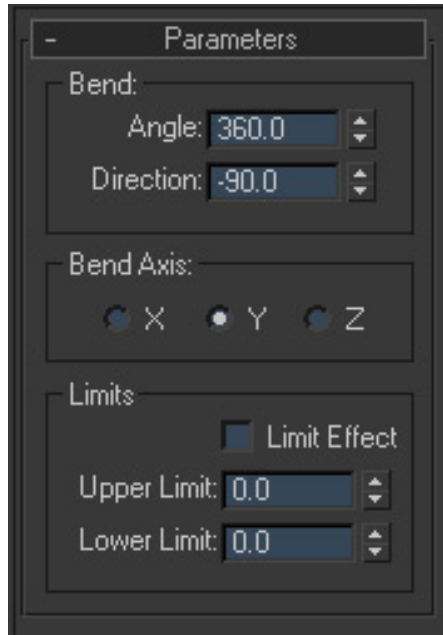 - Parameters
Bend:
Angle: 360.0
Direction: -90.0
Bend Axis:
X Y Z
Limits
Limit Effect
Upper Limit: 0.0
Lower Limit: 0.0